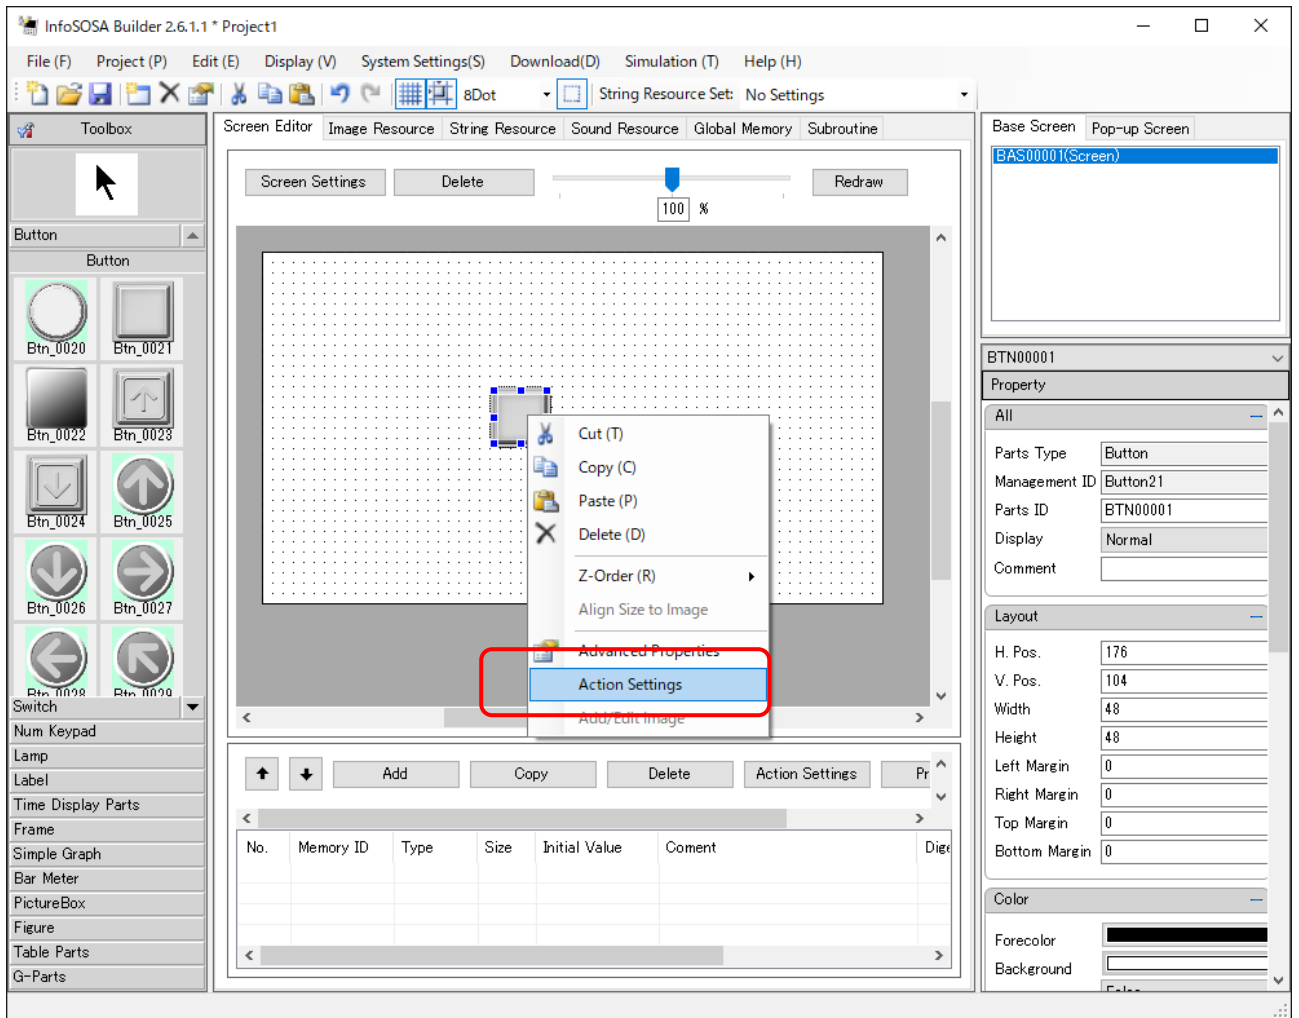 InfoSOSA Builder 2.6.1.1 * Project1
File (F) Project (P) Edit (E) Display (V) System Settings(S) Download(D) Simulation (T) Help (H)
8Dot String Resource Set: No Settings
Toolbox
Button
Button
Btn_0020 Btn_0021
Btn_0022 Btn_0023
Btn_0024 Btn_0025
Btn_0026 Btn_0027
Btn_0028 Btn_0029
Switch
Num Keypad
Lamp
Label
Time Display Parts
Frame
Simple Graph
Bar Meter
PictureBox
Figure
Table Parts
G-Parts
Screen Editor Image Resource String Resource Sound Resource Global Memory Subroutine
Screen Settings Delete Redraw
100 %
Cut (T)
Copy (C)
Paste (P)
Delete (D)
Z-Order (R)
Align Size to Image
Advanced Properties
Action Settings
Add/Edit Image
Add Copy Delete Action Settings Pr
No. Memory ID Type Size Initial Value Coment Dige
Base Screen Pop-up Screen
BAS00001(Screen)
BTN00001
Property
All
Parts Type Button
Management ID Button21
Parts ID BTN00001
Display Normal
Comment
Layout
H. Pos. 176
V. Pos. 104
Width 48
Height 48
Left Margin 0
Right Margin 0
Top Margin 0
Bottom Margin 0
Color
Forecolor
Background
False